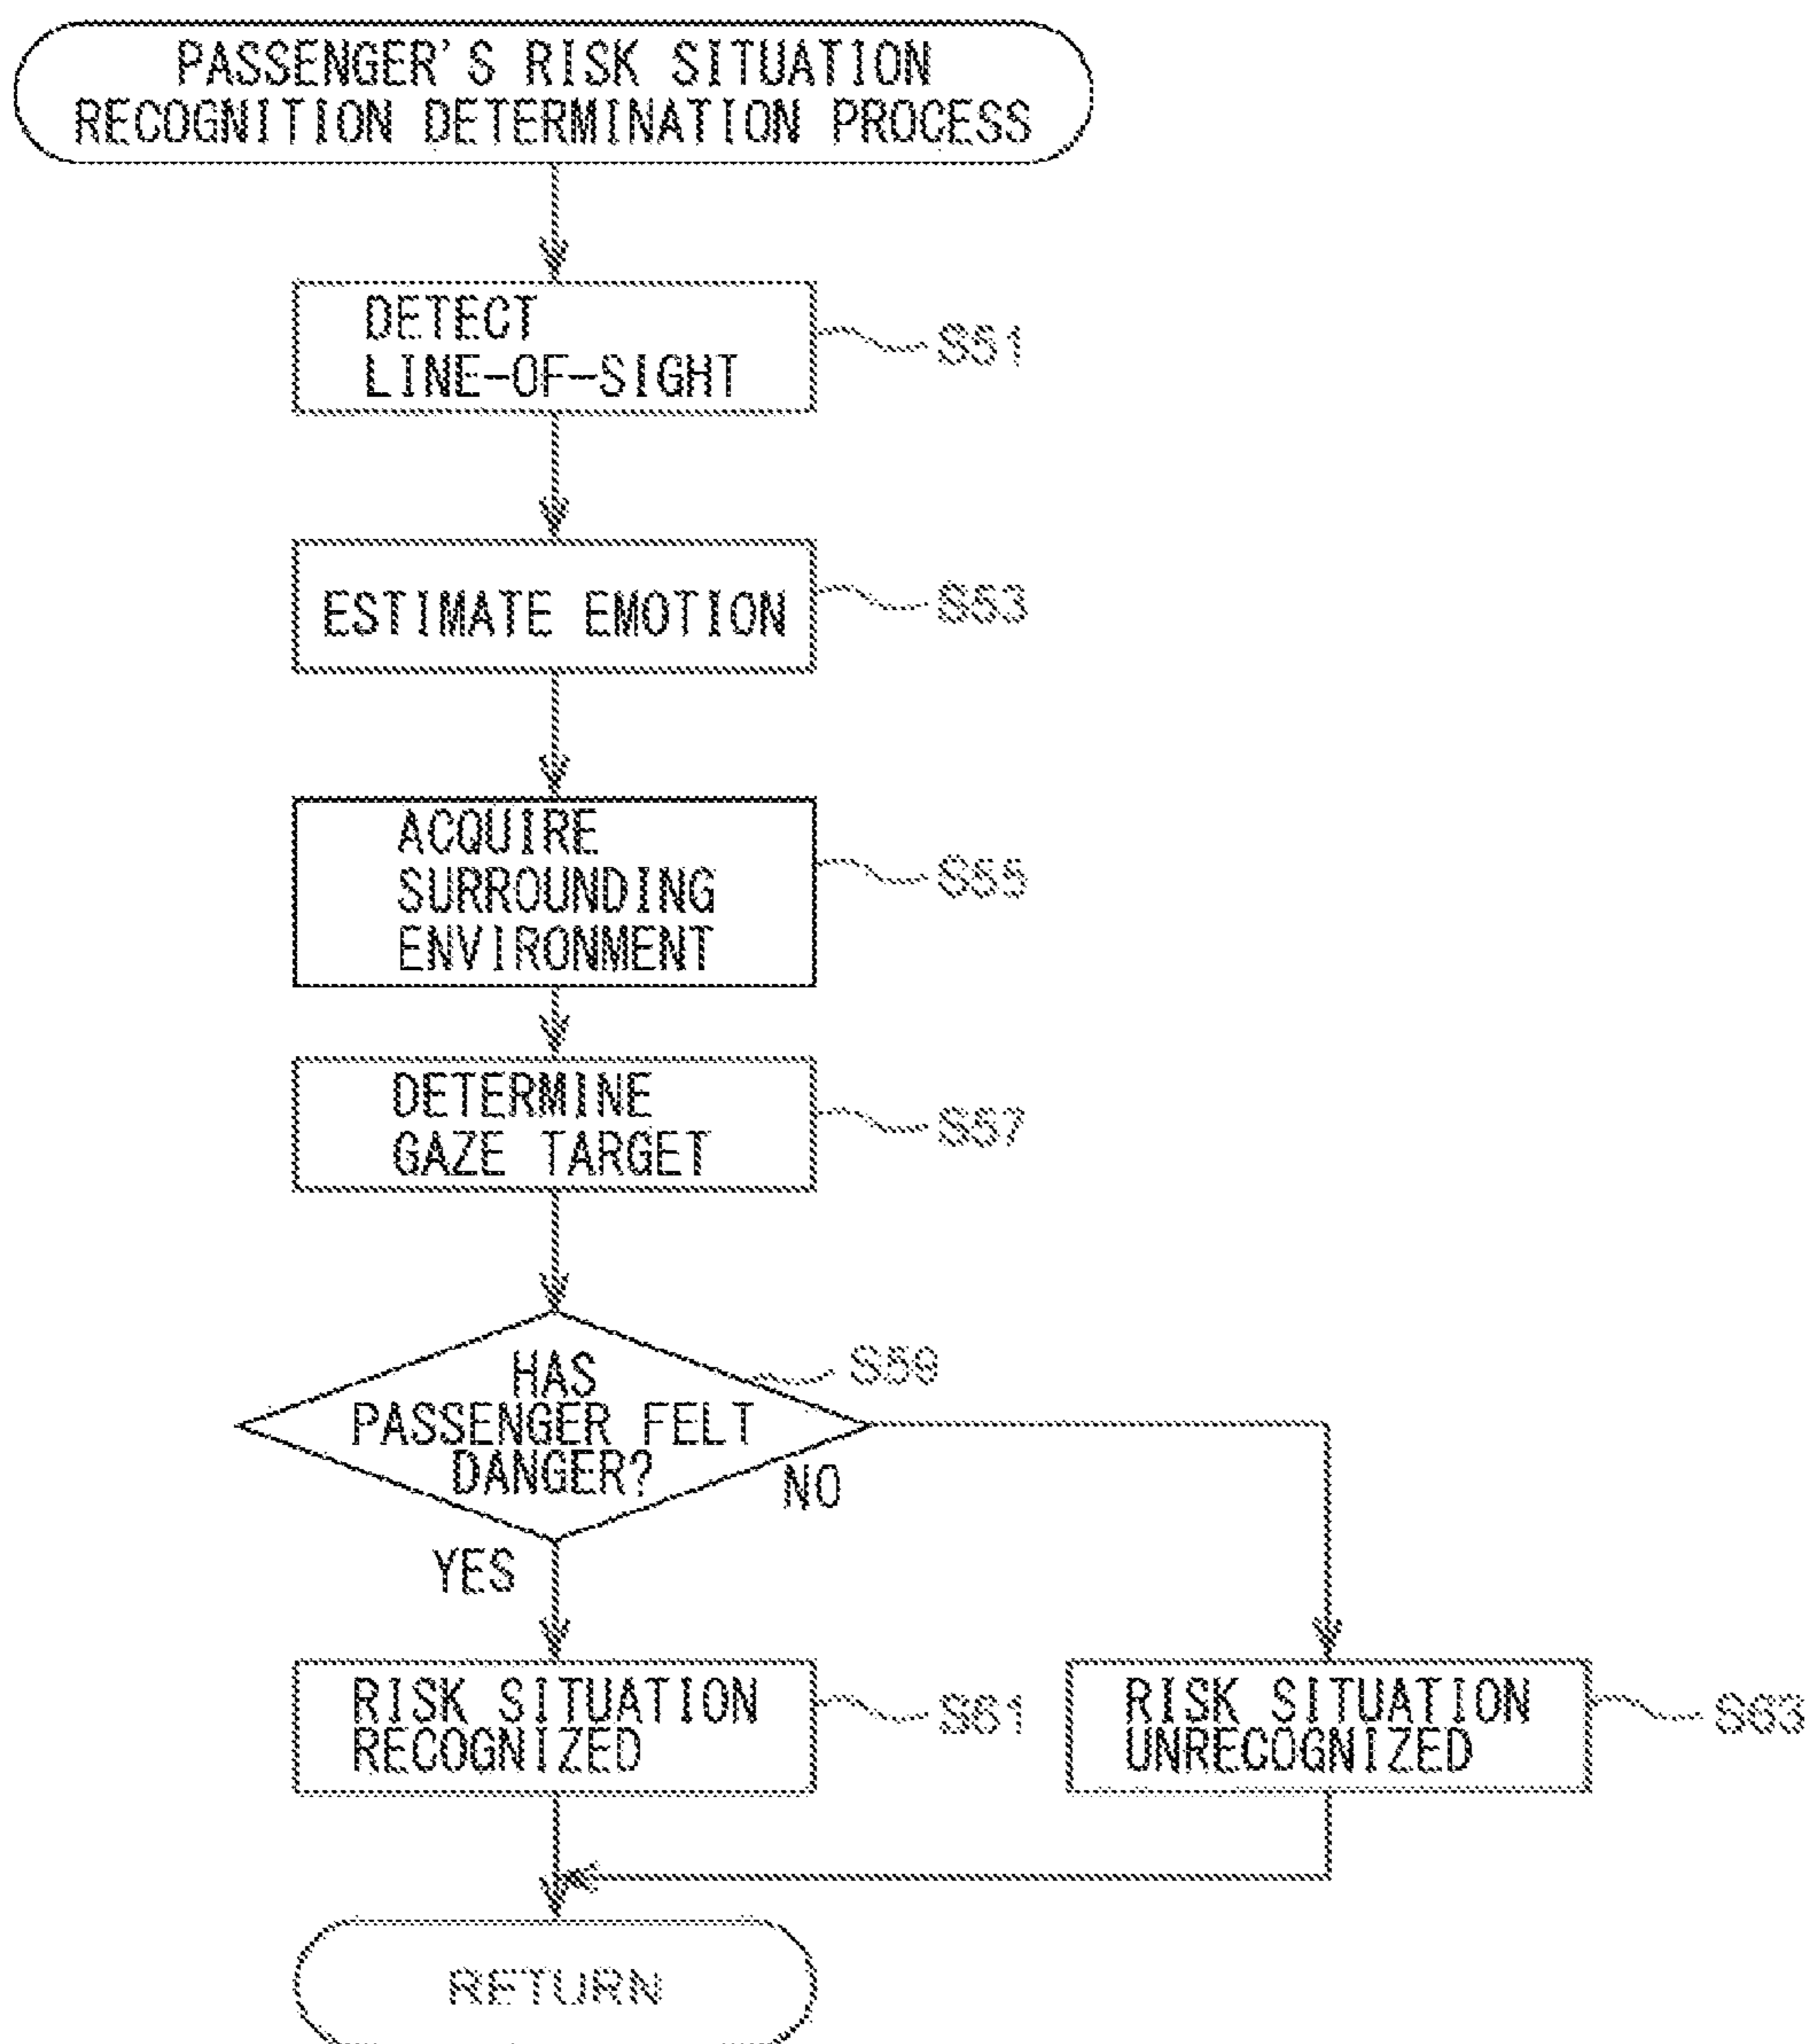 PASSENGER'S RISK SITUATION
RECOGNITION DETERMINATION PROCESS
DETECT
LINE-OF-SIGHT
S51
ESTIMATE EMOTION
S53
ACQUIRE
SURROUNDING
ENVIRONMENT
S55
DETERMINE
GAZE TARGET
S57
HAS
PASSENGER FELT
DANGER?
S59
NO
YES
RISK SITUATION
RECOGNIZED
S61
RISK SITUATION
UNRECOGNIZED
S63
RETURN